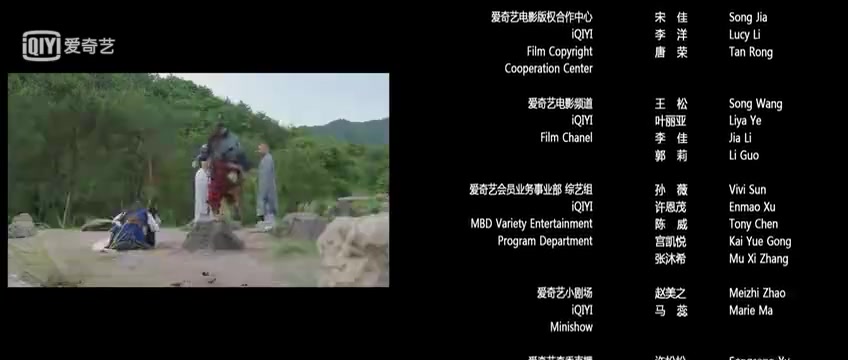 iQIYI 爱奇艺
爱奇艺电影版权合作中心 宋 佳 Song Jia
iQIYI 李 洋 Lucy Li
Film Copyright 唐 荣 Tan Rong
Cooperation Center
爱奇艺电影频道 王 松 Song Wang
iQIYI 叶丽亚 Liya Ye
Film Chanel 李 佳 Jia Li
郭 莉 Li Guo
爱奇艺会员业务事业部 综艺组 孙 薇 Vivi Sun
iQIYI 许恩茂 Enmao Xu
MBD Variety Entertainment 陈 威 Tony Chen
Program Department 宫凯悦 Kai Yue Gong
张沐希 Mu Xi Zhang
爱奇艺小剧场 赵美之 Meizhi Zhao
iQIYI 马 蕊 Marie Ma
Minishow